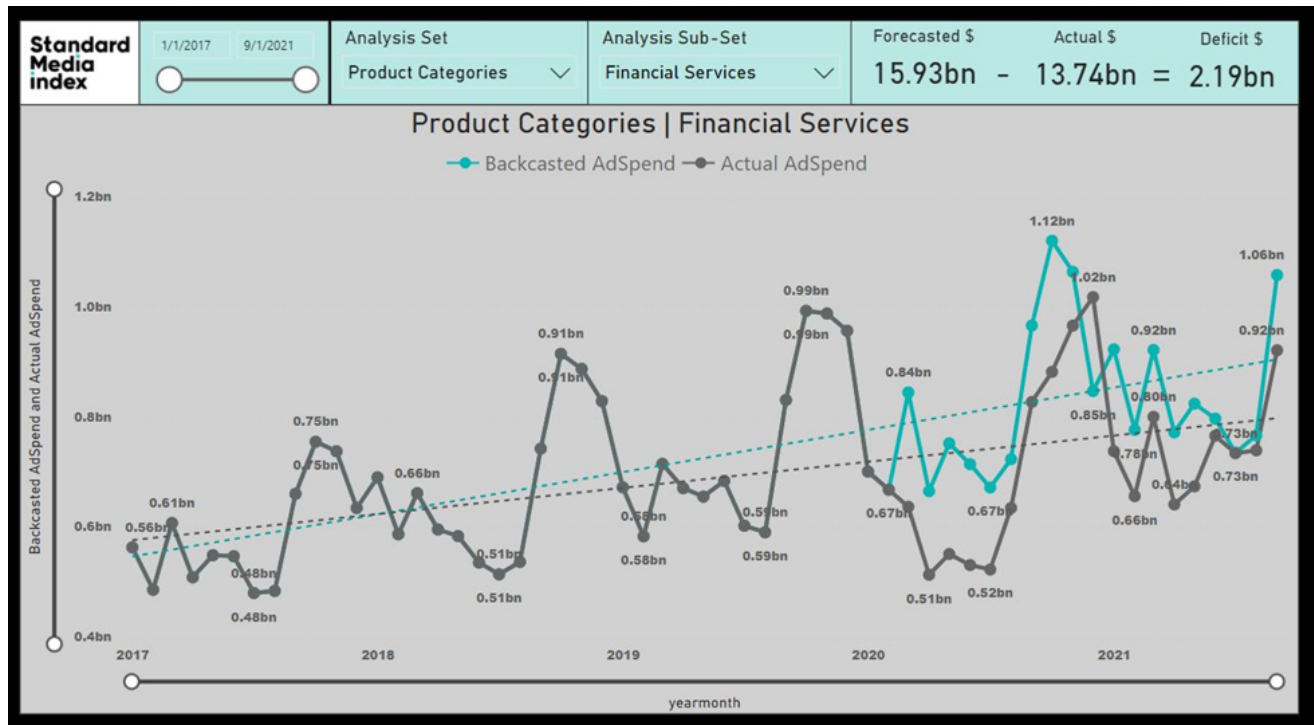 Standard
Media
index
1/1/2017 9/1/2021
Analysis Set
Product Categories
Analysis Sub-Set
Financial Services
Forecasted $ Actual $ Deficit $
15.93bn - 13.74bn = 2.19bn
Product Categories | Financial Services
Backcasted AdSpend Actual AdSpend
Backcasted AdSpend and Actual AdSpend
1.2bn
1.0bn
0.8bn
0.6bn
0.4bn
0.56bn
0.61bn
0.48bn
0.48bn
0.75bn
0.75bn
0.66bn
0.51bn
0.51bn
0.91bn
0.91bn
0.58bn
0.58bn
0.59bn
0.59bn
0.99bn
0.99bn
0.67bn
0.84bn
0.51bn
0.67bn
0.52bn
1.12bn
1.02bn
0.85bn
0.78bn
0.66bn
0.92bn
0.80bn
0.64bn
0.73bn
0.73bn
1.06bn
0.92bn
2017 2018 2019 2020 2021
yearmonth